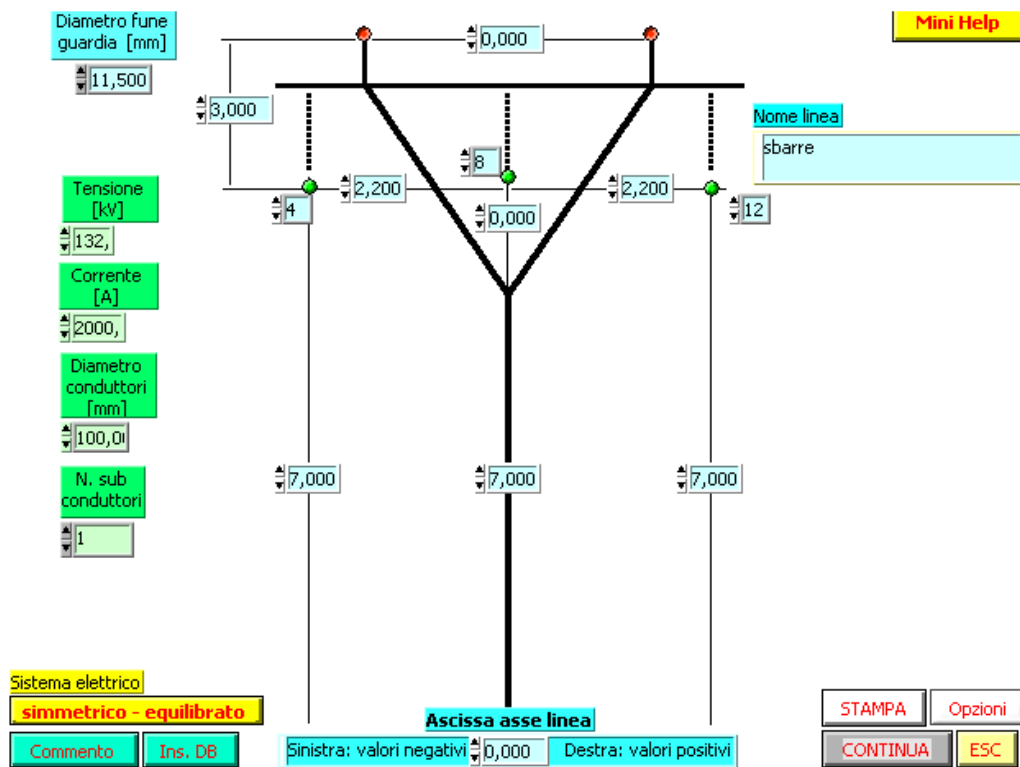 Diametro fune
guardia [mm]
11,500
0,000
Mini Help
3,000
Nome linea
sbarre
8
2,200
2,200
4
0,000
12
Tensione
[kV]
132,
Corrente
[A]
2000,
Diametro
conduttori
[mm]
100,0
7,000
7,000
7,000
N. sub
conduttori
1
Sistema elettrico
simmetrico - equilibrato
Commento
Ins. DB
Ascissa asse linea
Sinistra: valori negativi
0,000
Destra: valori positivi
STAMPA
Opzioni
CONTINUA
ESC